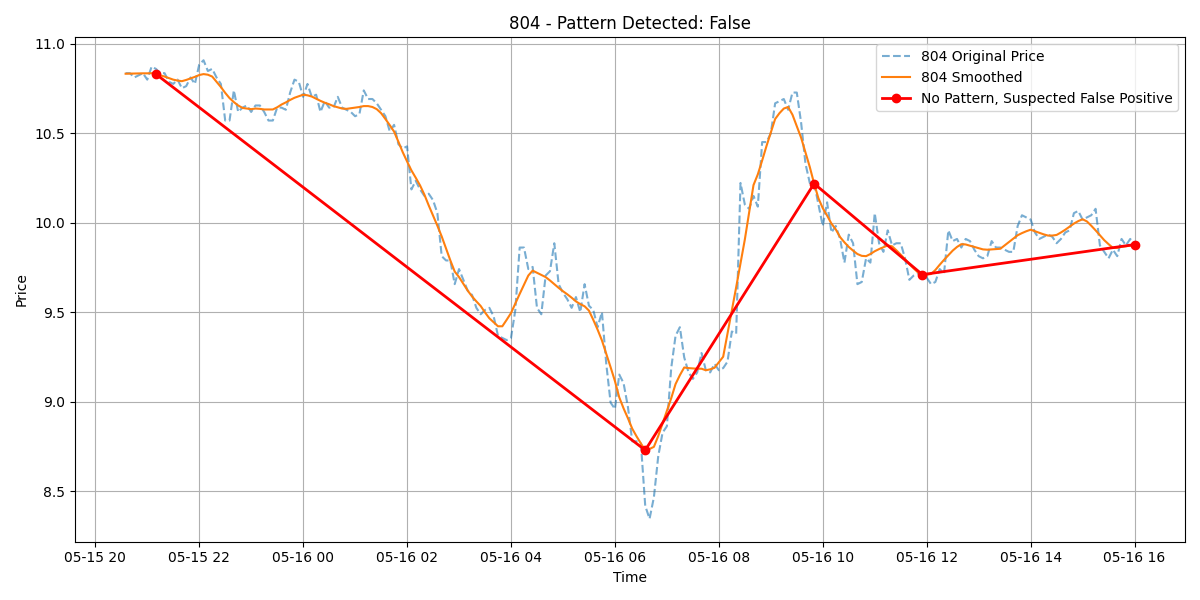 804 - Pattern Detected: False
11.0
10.5
10.0
9.5
9.0
8.5
Price
804 Original Price
804 Smoothed
No Pattern, Suspected False Positive
05-15 20
05-15 22
05-16 00
05-16 02
05-16 04
05-16 06
05-16 08
05-16 10
05-16 12
05-16 14
05-16 16
Time